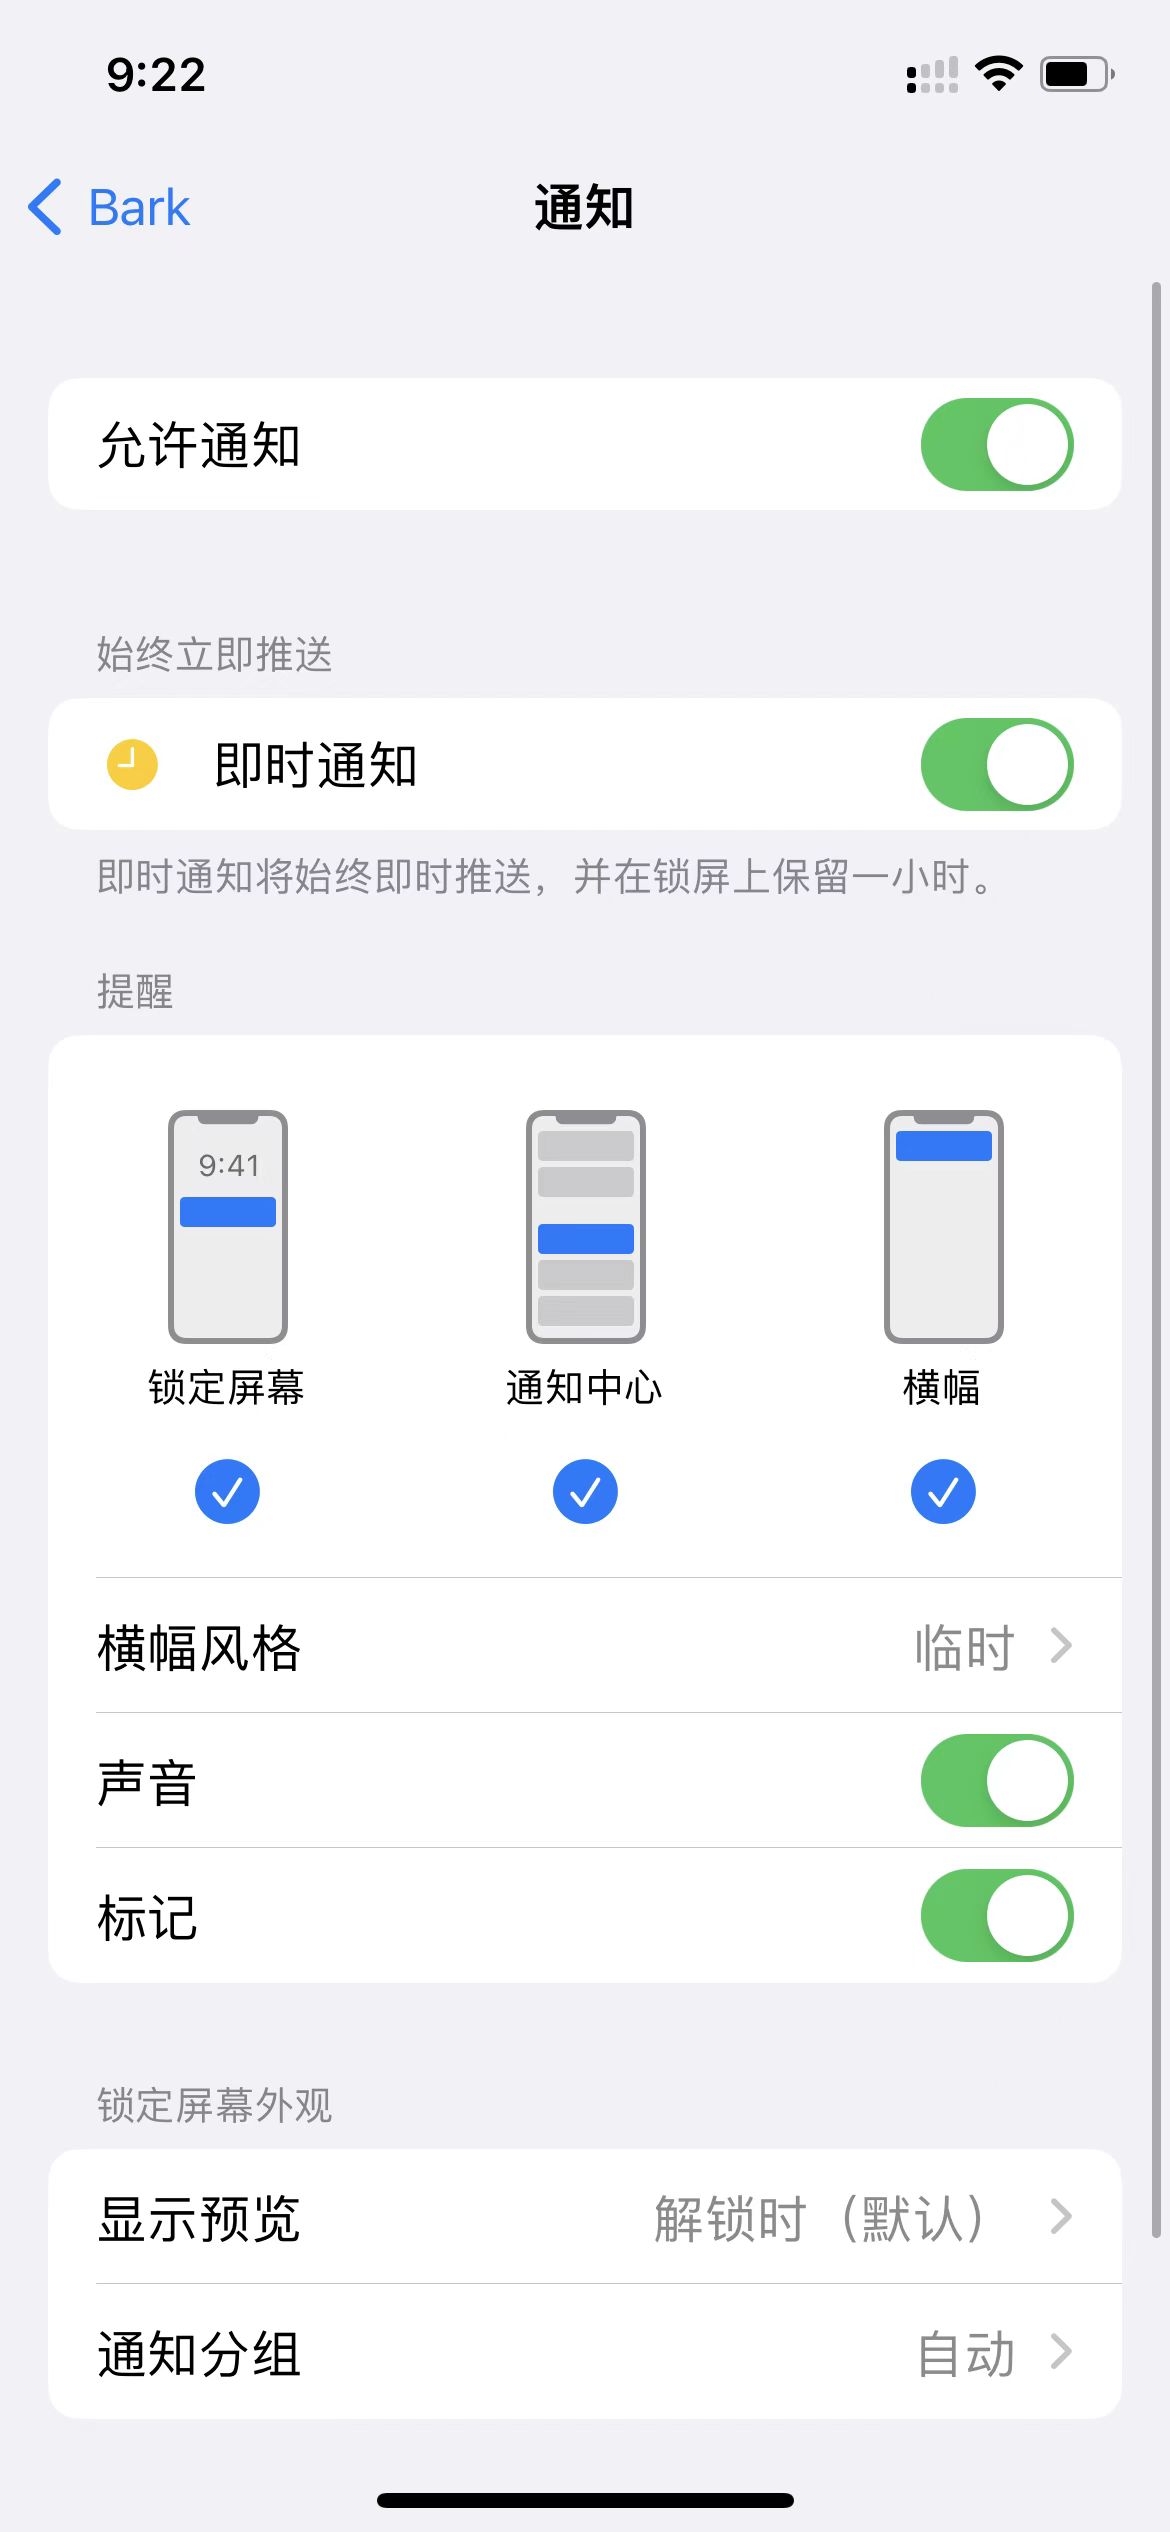 9:22
Bark
通知
允许通知
始终立即推送
即时通知
即时通知将始终即时推送，并在锁屏上保留一小时。
提醒
9:41
锁定屏幕 通知中心 横幅
横幅风格 临时
声音
标记
锁定屏幕外观
显示预览 解锁时（默认）
通知分组 自动